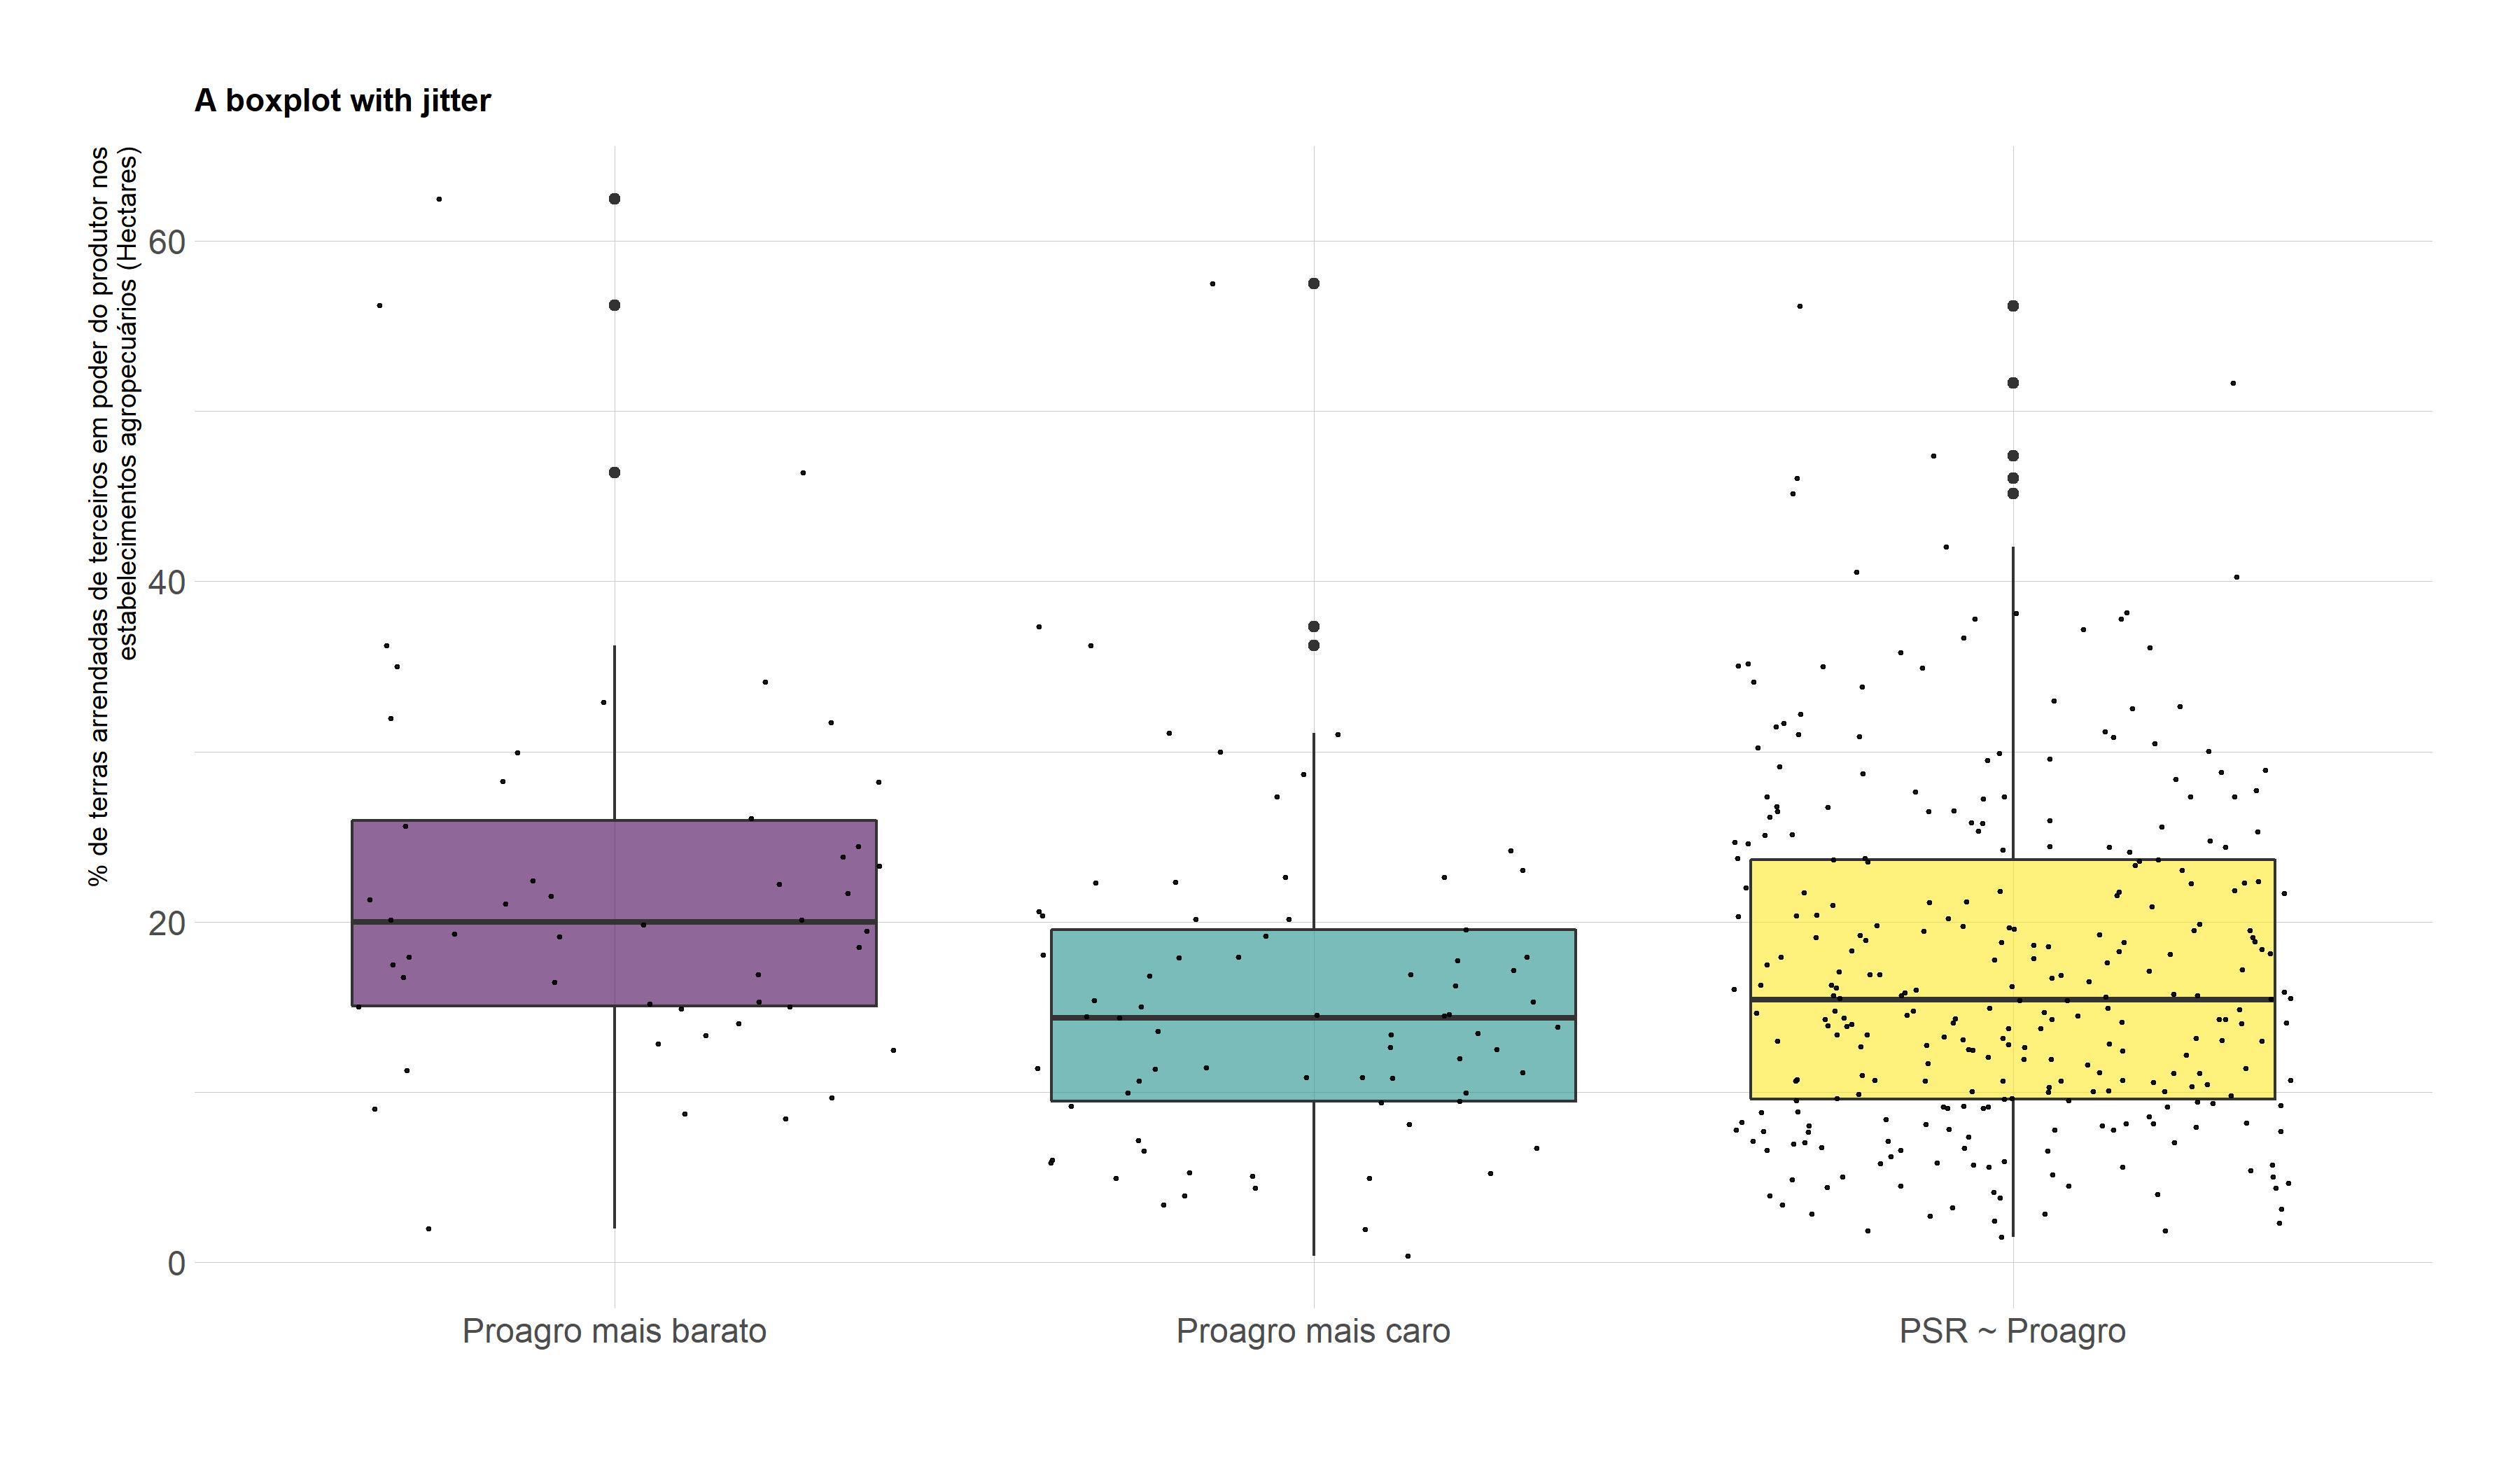 A boxplot with jitter
% de terras arrendadas de terceiros em poder do produtor nos
estabelecimentos agropecuários (Hectares)
60
40
20
0
Proagro mais barato
Proagro mais caro
PSR ~ Proagro